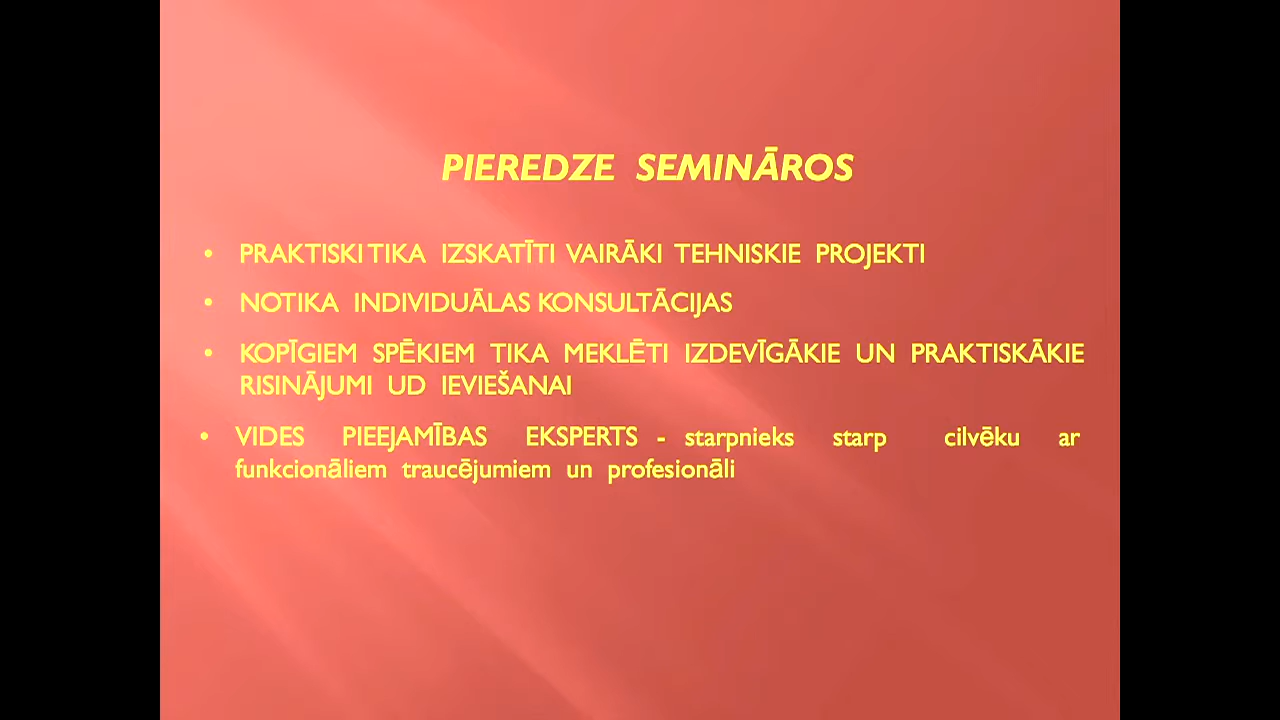 PIEREDZE SEMINĀROS
• PRAKTISKI TIKA IZSKATĪTI VAIRĀKI TEHNISKIE PROJEKTI
• NOTIKA INDIVIDUĀLAS KONSULTĀCIJAS
• KOPĪGIEM SPĒKIEM TIKA MEKLĒTI IZDEVĪGĀKIE UN PRAKTISKĀKIE
RISINĀJUMI UD IEVIEŠANAI
• VIDES PIEEJAMĪBAS EKSPERTS - starpnieks starp cilvēku ar
funkcionāliem traucējumiem un profesionāli